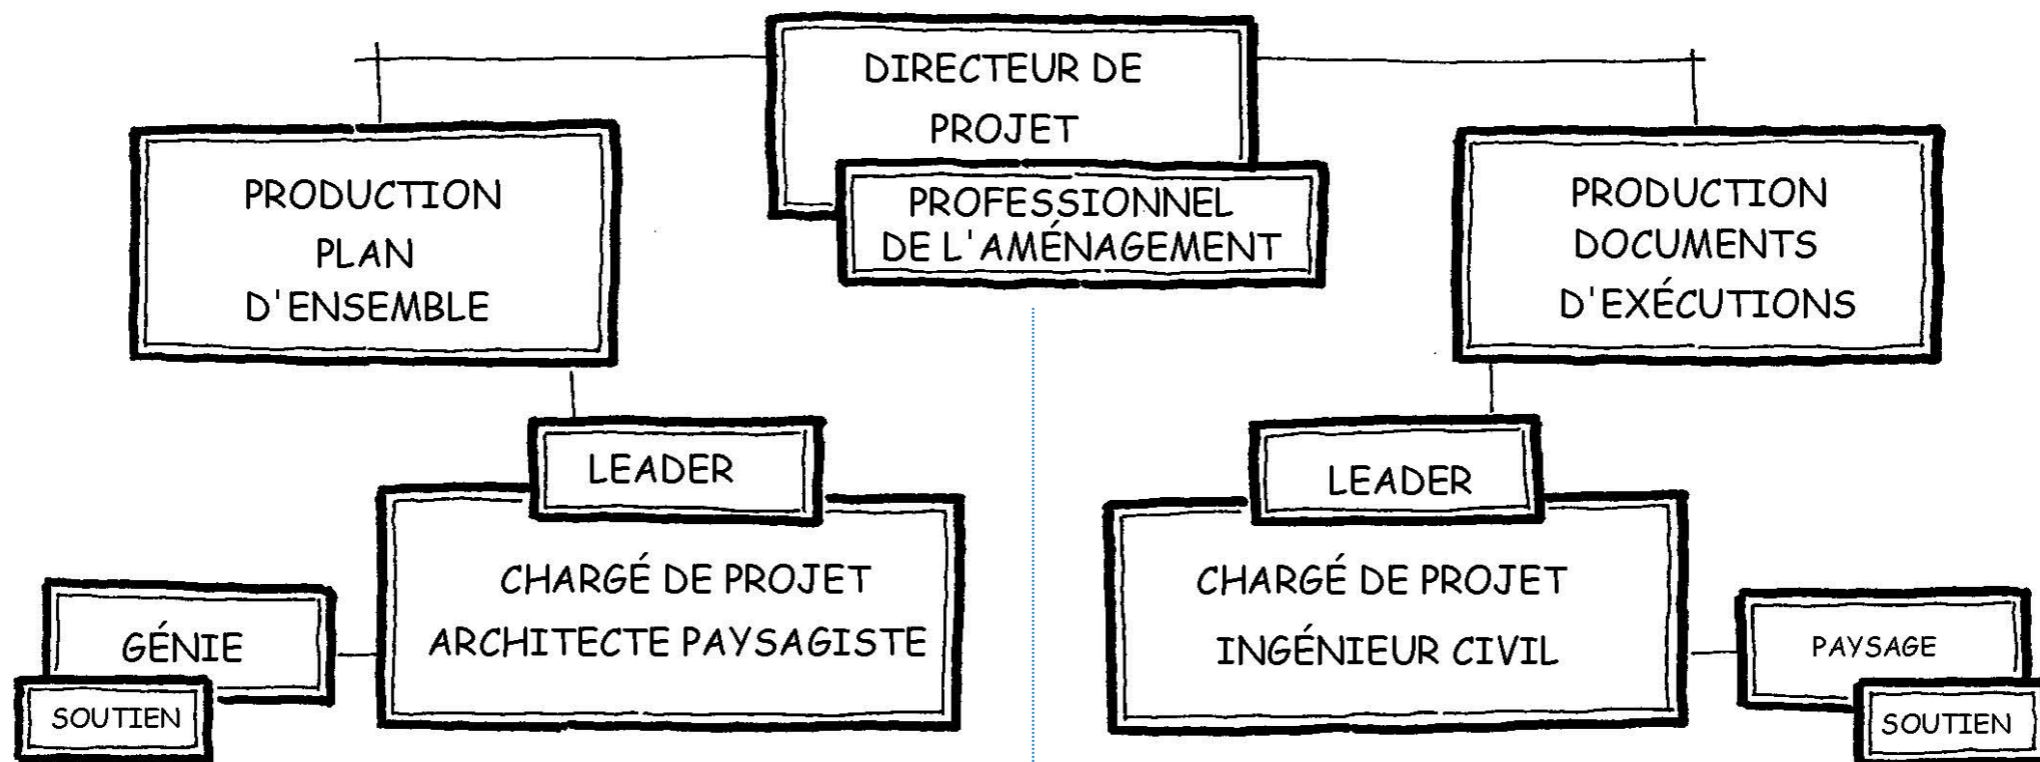 DIRECTEUR DE
PROJET
PROFESSIONNEL
DE L'AMÉNAGEMENT
PRODUCTION
PLAN
D'ENSEMBLE
LEADER
CHARGÉ DE PROJET
ARCHITECTE PAYSAGISTE
GÉNIE
SOUTIEN
PRODUCTION
DOCUMENTS
D'EXÉCUTIONS
LEADER
CHARGÉ DE PROJET
INGÉNIEUR CIVIL
PAYSAGE
SOUTIEN